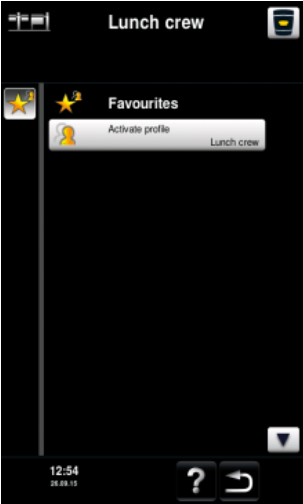 Lunch crew
Favourites
Activate profile
Lunch crew
12:54
26.09.15
?